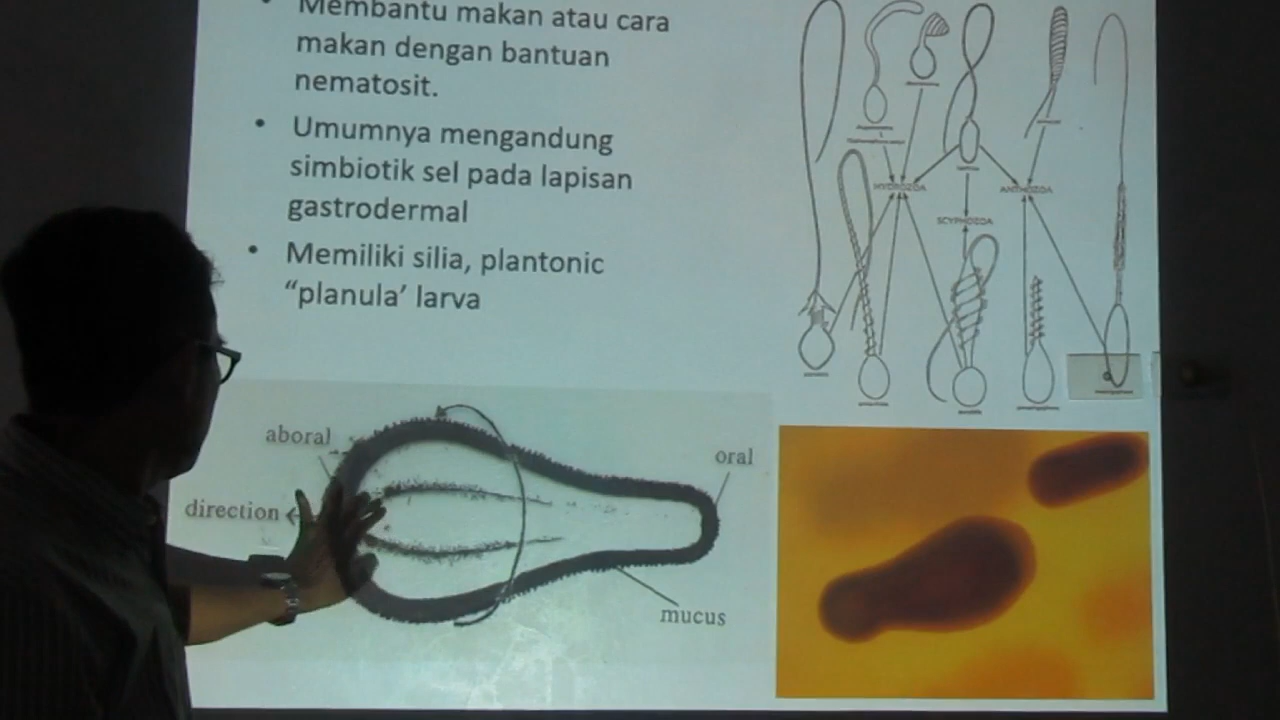 Membantu makan atau cara
makan dengan bantuan
nematosit.
• Umumnya mengandung
simbiotik sel pada lapisan
gastrodermal
• Memiliki silia, plantonic
“planula’ larva
HYDROZOA
ANTHOZOA
SCYPHOZOA
aboral
oral
direction
mucus